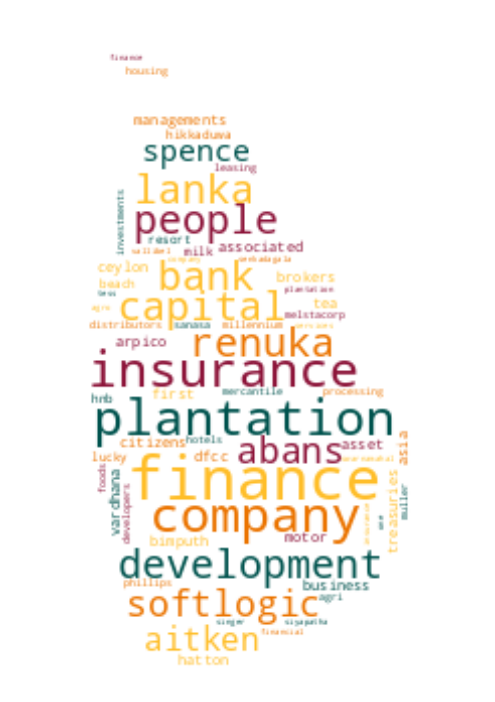 finance
housing
managements
hikkaduwa
spence
leasing
lanka
investments
people
resort
associated
milk
ceylon
bank
brokers
beach
plantation
capital
tea
melstacorp
distributors
sanasa
millennium
arpico
renuka
insurance
first
mercantile
processing
hnb
plantation
citizens
hotels
abans
asset
asia
lucky
dfcc
foods
finance
vardhana
developers
treasuries
muller
company
bimputh
motor
development
phillips
business
agri
softlogic
singer
siyapatha
aitken
financial
hatton